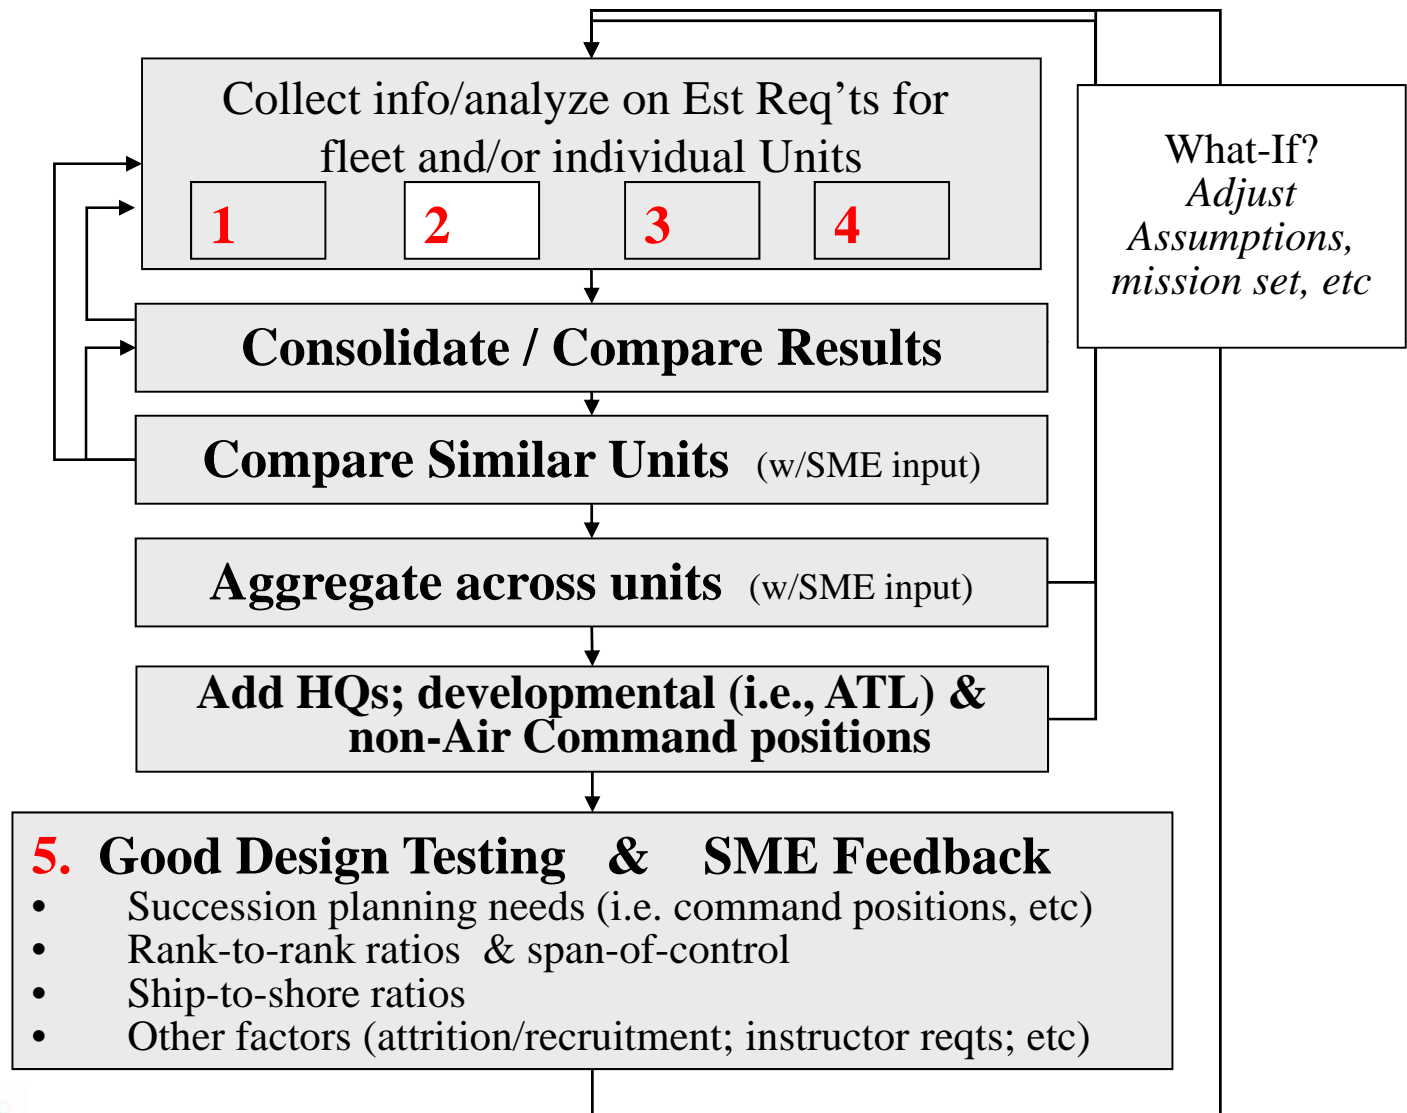 Collect info/analyze on Est Req’ts for
fleet and/or individual Units
1 2 3 4
What-If?
Adjust
Assumptions,
mission set, etc
Consolidate / Compare Results
Compare Similar Units (w/SME input)
Aggregate across units (w/SME input)
Add HQs; developmental (i.e., ATL) &
non-Air Command positions
5. Good Design Testing & SME Feedback
• Succession planning needs (i.e. command positions, etc)
• Rank-to-rank ratios & span-of-control
• Ship-to-shore ratios
• Other factors (attrition/recruitment; instructor reqts; etc)